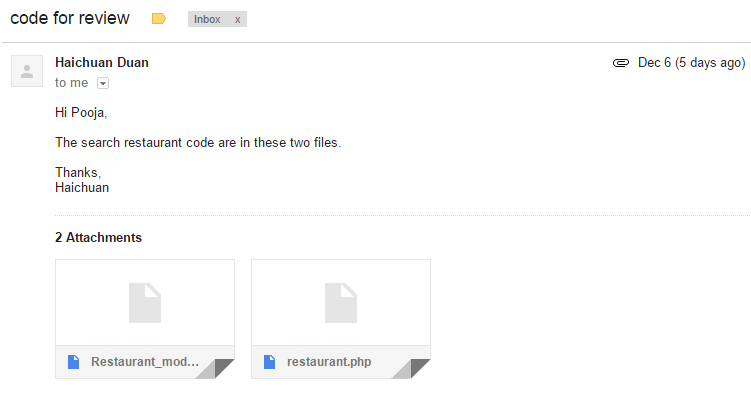 code for review
Inbox x
Haichuan Duan
Dec 6 (5 days ago)
to me
Hi Pooja,
The search restaurant code are in these two files.
Thanks,
Haichuan
2 Attachments
Restaurant_mod...
restaurant.php